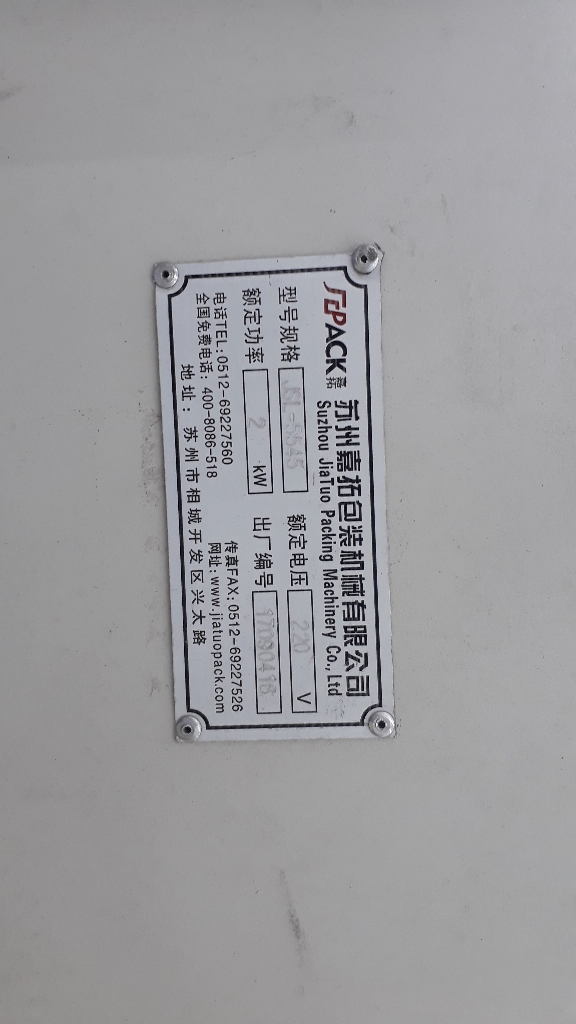 PACK 嘉拓 苏州嘉拓包装机械有限公司
Suzhou JiaTuo Packing Machinery Co., Ltd
型号规格 JSL-5545 额定电压 220 V
额定功率 2 kW 出厂编号 17090418
电话TEL:0512-69227560 传真FAX:0512-69227526
全国免费电话: 400-8086-518 网址:www.jiatuopack.com
地址: 苏州市相城开发区兴太路